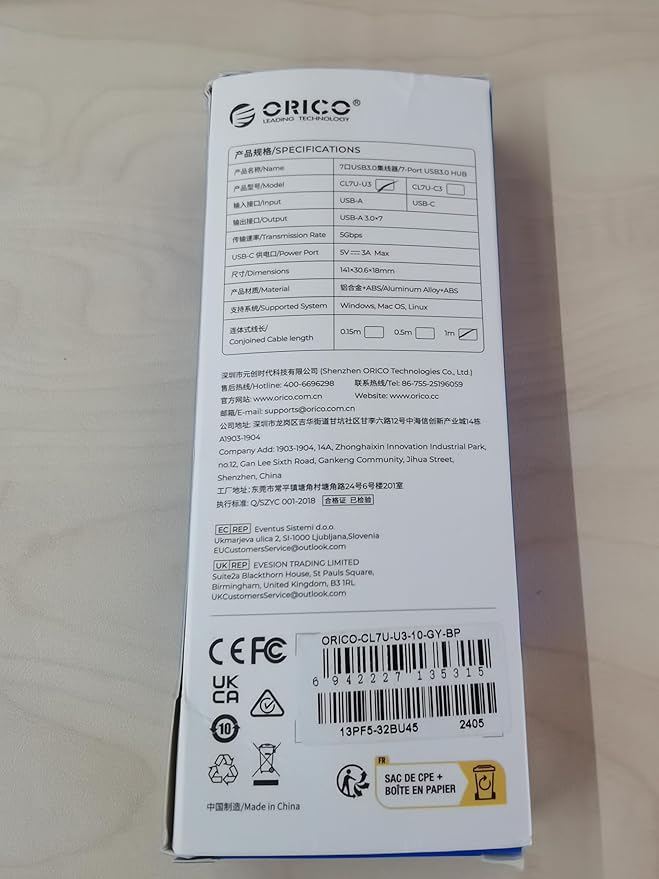 ORICO®
LEADING TECHNOLOGY
产品规格/SPECIFICATIONS
产品名称/Name 7口USB3.0集线器/7-Port USB3.0 HUB
产品型号/Model CL7U-U3 CL7U-C3
输入接口/Input USB-A USB-C
输出接口/Output USB-A 3.0×7
传输速率/Transmission Rate 5Gbps
USB-C 供电口/Power Port 5V⎓3A Max
尺寸/Dimensions 141×30.6×18mm
产品材质/Material 铝合金+ABS/Aluminum Alloy+ABS
支持系统/Supported System Windows, Mac OS, Linux
连体式线长/
Conjoined Cable length 0.15m 0.5m 1m
深圳市元创时代科技有限公司 (Shenzhen ORICO Technologies Co., Ltd.)
售后热线/Hotline: 400-6696298 联系热线/Tel: 86-755-25196059
官方网站: www.orico.com.cn Website: www.orico.cc
邮箱/E-mail: supports@orico.com.cn
公司地址: 深圳市龙岗区吉华街道甘坑社区甘李六路12号中海信创新产业城14栋
A1903-1904
Company Add: 1903-1904, 14A, Zhonghaixin Innovation Industrial Park,
no.12, Gan Lee Sixth Road, Gankeng Community, Jihua Street,
Shenzhen, China
工厂地址: 东莞市常平镇塘角村塘角路24号6号楼201室
执行标准: Q/SZYC 001-2018 合格证 已检验
EC REP Eventus Sistemi d.o.o.
Ukmarjeva ulica 2, SI-1000 Ljubljana,Slovenia
EUCustomersService@outlook.com
UK REP EVESION TRADING LIMITED
Suite2a Blackthorn House, St Pauls Square,
Birmingham, United Kingdom, B3 1RL
UKCustomersService@outlook.com
CE FC
UK
CA
10
ORICO-CL7U-U3-10-GY-BP
6 942227 135315
13PF5-32BU45 2405
FR
SAC DE CPE +
BOÎTE EN PAPIER
中国制造/Made in China